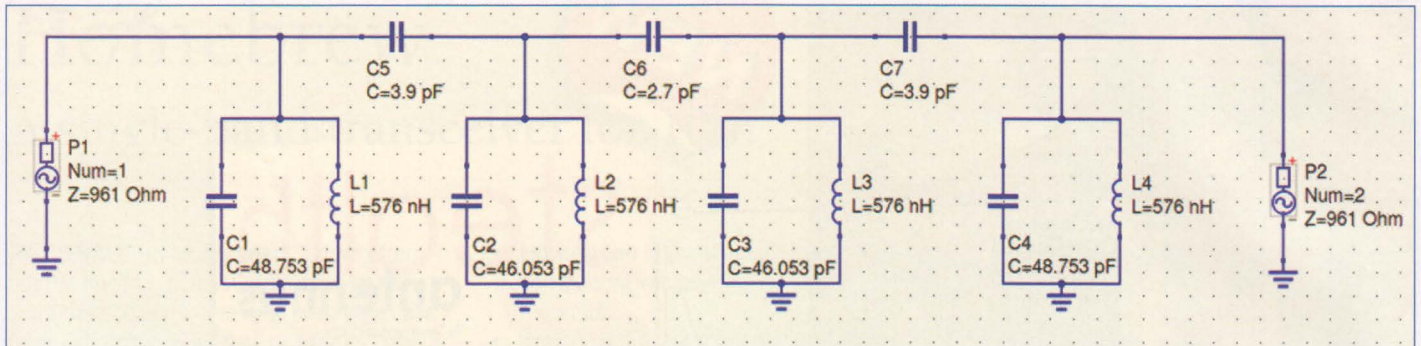 C5
C=3.9 pF
C6
C=2.7 pF
C7
C=3.9 pF
P1
Num=1
Z=961 Ohm
L1
L=576 nH
L2
L=576 nH
L3
L=576 nH
L4
L=576 nH
P2
Num=2
Z=961 Ohm
C1
C=48.753 pF
C2
C=46.053 pF
C3
C=46.053 pF
C4
C=48.753 pF